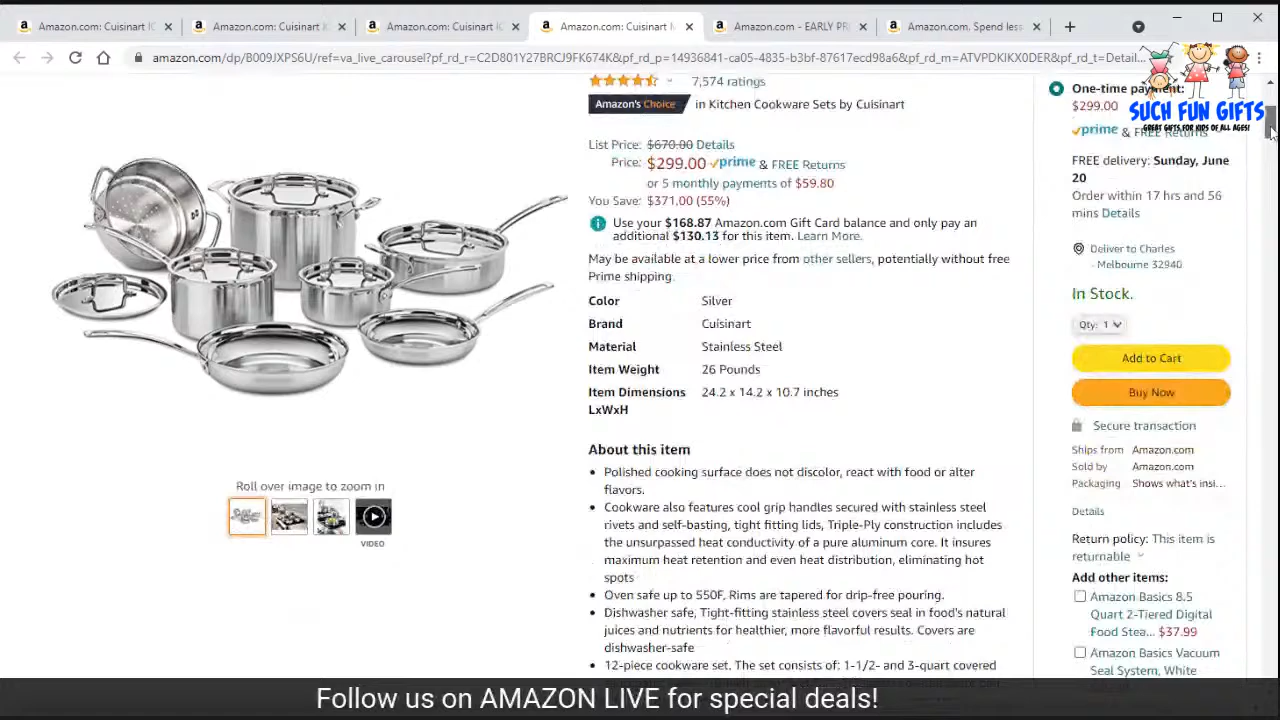 Amazon.com: Cuisinart
Amazon.com: Cuisinart
Amazon.com: Cuisinart
Amazon.com: Cuisinart
Amazon.com - EARLY PR
Amazon.com. Spend less
amazon.com/dp/B009JXPS6U/ref=va_live_carousel?pf_rd_r=C2D801Y27BRCJ9FK674K&pf_rd_p=14936841-ca05-4835-b3bf-87617ecd98a6&pf_rd_m=ATVPDKIKX0DER&pf_rd_t=Detail...
SUCH FUN GIFTS
GREAT GIFTS FOR KIDS OF ALL AGES!
7,574 ratings
Amazon's Choice in Kitchen Cookware Sets by Cuisinart
List Price: $670.00 Details
Price: $299.00 prime & FREE Returns
or 5 monthly payments of $59.80
You Save: $371.00 (55%)
Use your $168.87 Amazon.com Gift Card balance and only pay an
additional $130.13 for this item. Learn More.
May be available at a lower price from other sellers, potentially without free
Prime shipping.
Color Silver
Brand Cuisinart
Material Stainless Steel
Item Weight 26 Pounds
Item Dimensions 24.2 x 14.2 x 10.7 inches
LxWxH
About this item
• Polished cooking surface does not discolor, react with food or alter
flavors.
• Cookware also features cool grip handles secured with stainless steel
rivets and self-basting, tight fitting lids, Triple-Ply construction includes
the unsurpassed heat conductivity of a pure aluminum core. It insures
maximum heat retention and even heat distribution, eliminating hot
spots
• Oven safe up to 550F, Rims are tapered for drip-free pouring.
• Dishwasher safe, Tight-fitting stainless steel covers seal in food's natural
juices and nutrients for healthier, more flavorful results. Covers are
dishwasher-safe
• 12-piece cookware set. The set consists of: 1-1/2- and 3-quart covered
Roll over image to zoom in
VIDEO
One-time payment:
$299.00
prime & FREE Returns
FREE delivery: Sunday, June
20
Order within 17 hrs and 56
mins Details
Deliver to Charles
- Melbourne 32940
In Stock.
Qty: 1
Add to Cart
Buy Now
Secure transaction
Ships from Amazon.com
Sold by Amazon.com
Packaging Shows what's insi...
Details
Return policy: This item is
returnable
Add other items:
Amazon Basics 8.5
Quart 2-Tiered Digital
Food Stea... $37.99
Amazon Basics Vacuum
Seal System, White
Follow us on AMAZON LIVE for special deals!